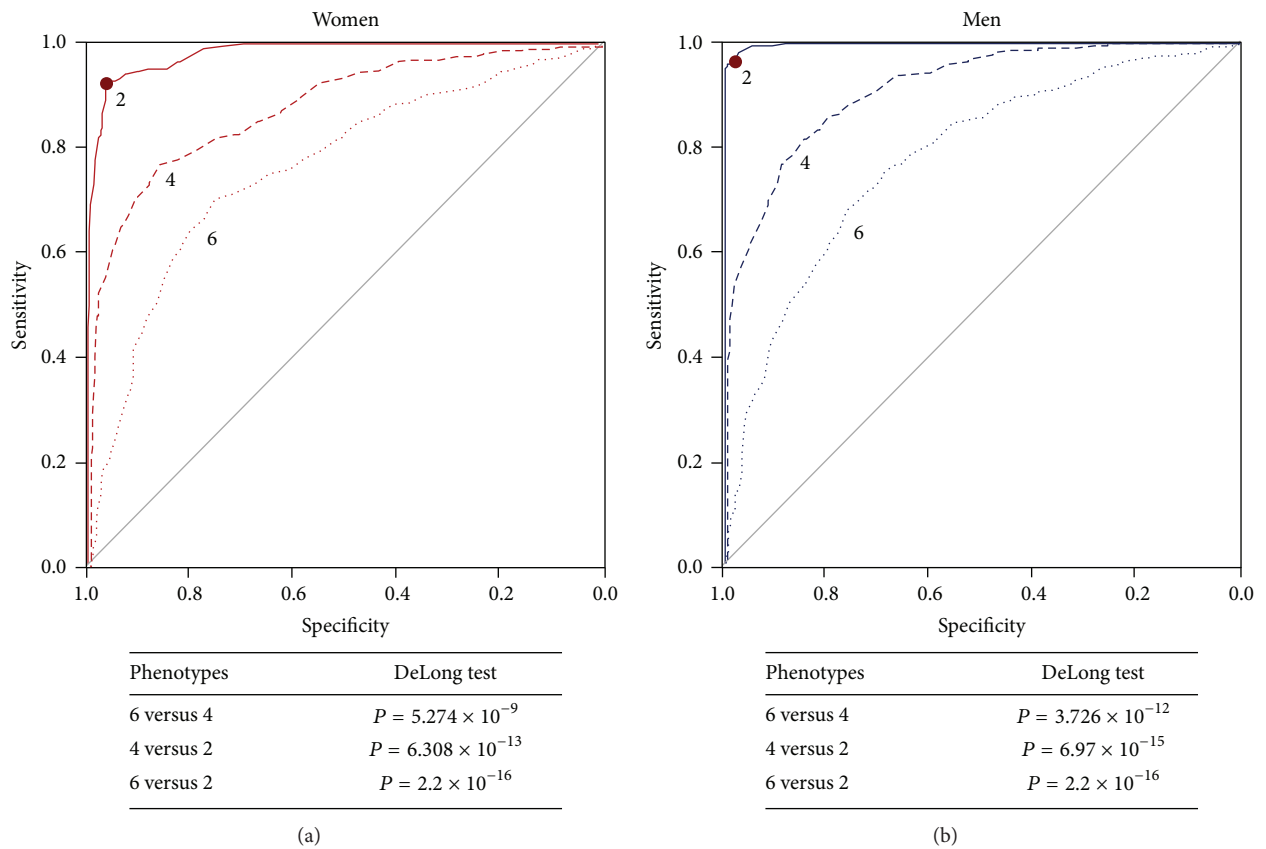 Women
1.0
0.8
0.6
0.4
0.2
0.0
Sensitivity
2
4
6
1.0 0.8 0.6 0.4 0.2 0.0
Specificity
Phenotypes DeLong test
6 versus 4 P = 5.274 × 10⁻⁹
4 versus 2 P = 6.308 × 10⁻¹³
6 versus 2 P = 2.2 × 10⁻¹⁶
(a)
Men
1.0
0.8
0.6
0.4
0.2
0.0
Sensitivity
2
4
6
1.0 0.8 0.6 0.4 0.2 0.0
Specificity
Phenotypes DeLong test
6 versus 4 P = 3.726 × 10⁻¹²
4 versus 2 P = 6.97 × 10⁻¹⁵
6 versus 2 P = 2.2 × 10⁻¹⁶
(b)